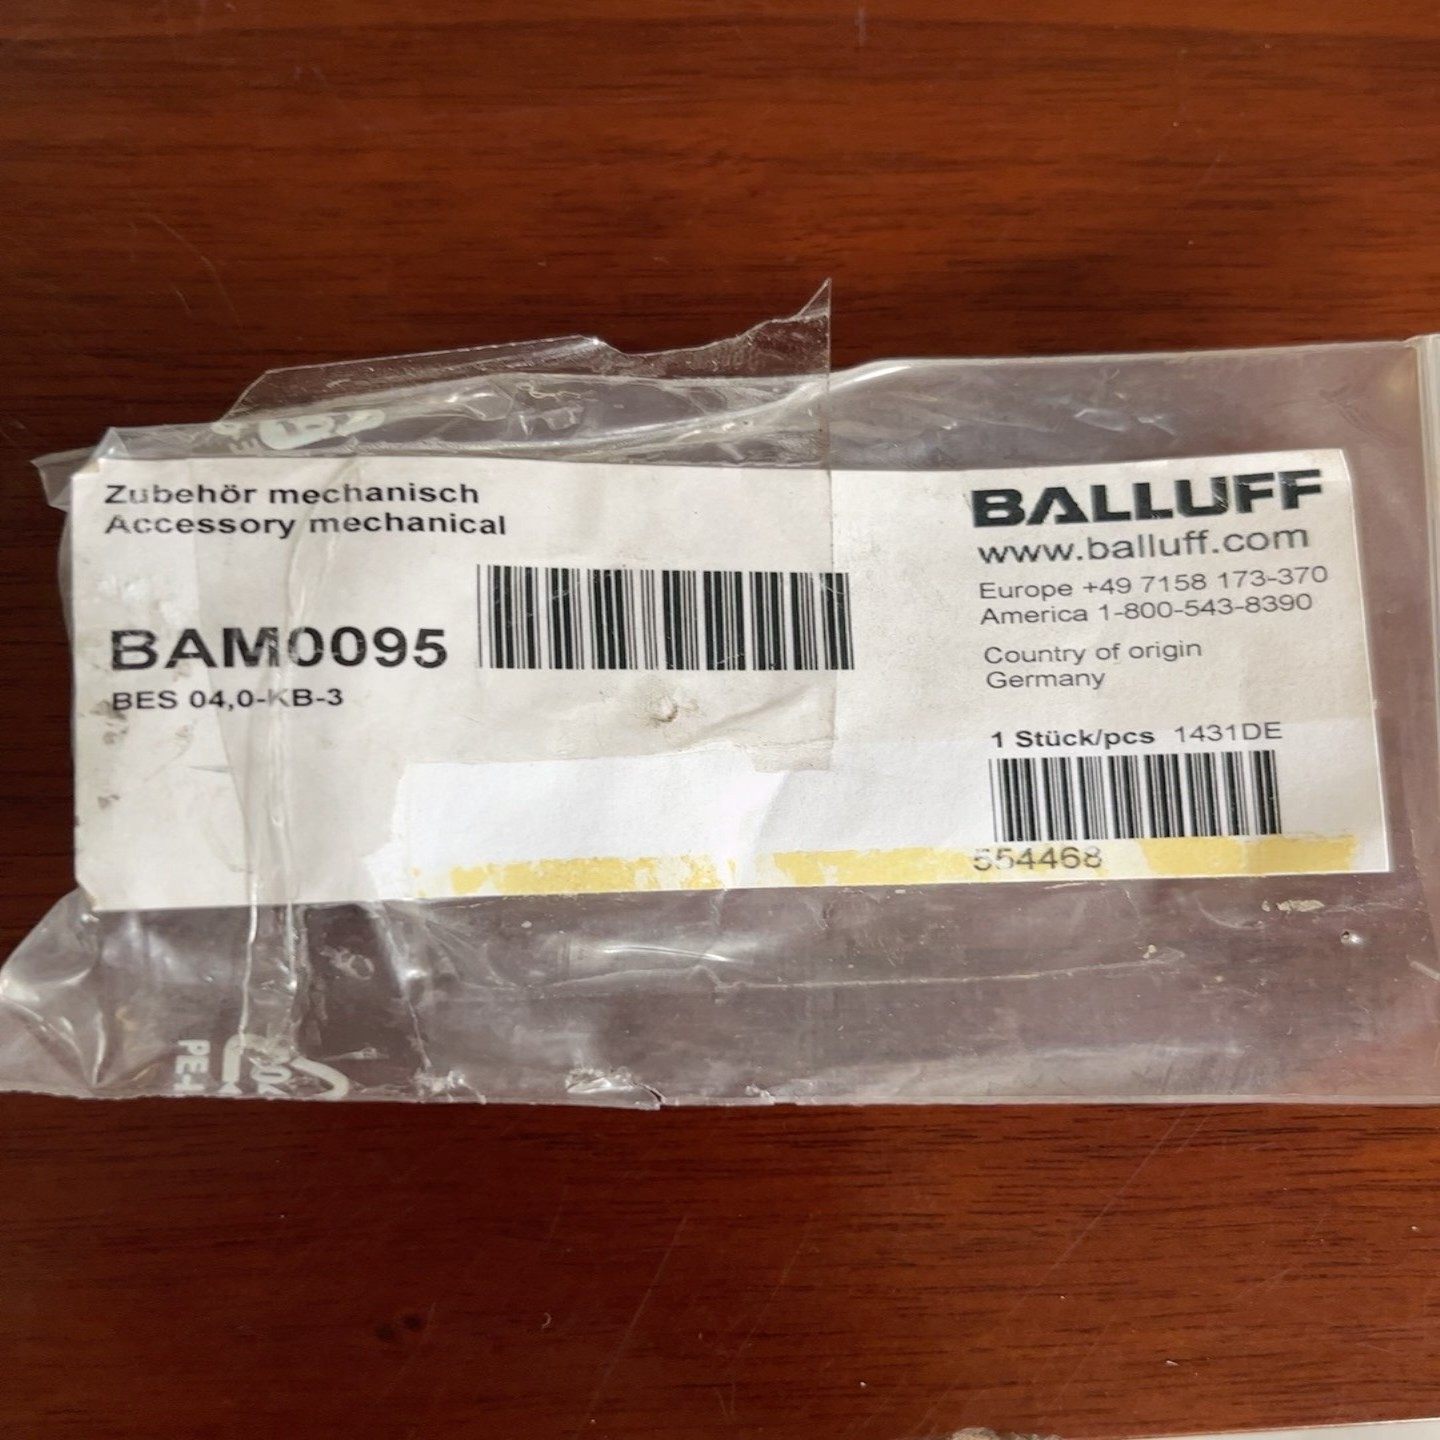 Zubehör mechanisch
Accessory mechanical
BAM0095
BES 04,0-KB-3
BALLUFF
www.balluff.com
Europe +49 7158 173-370
America 1-800-543-8390
Country of origin
Germany
1 Stück/pcs 1431DE
554468